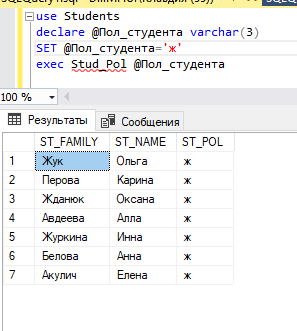 use Students
declare @Пол_студента varchar(3)
SET @Пол_студента='ж'
exec Stud_Pol @Пол_студента
100 %
Результаты Сообщения
ST_FAMILY ST_NAME ST_POL
1 Жук Ольга ж
2 Перова Карина ж
3 Жданюк Оксана ж
4 Авдеева Алла ж
5 Журкина Инна ж
6 Белова Анна ж
7 Акулич Елена ж